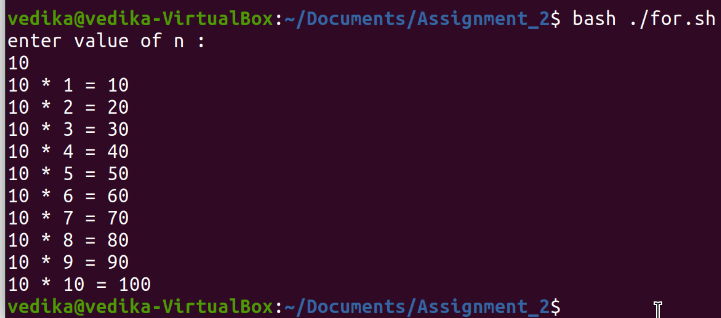 vedika@vedika-VirtualBox:~/Documents/Assignment_2$ bash ./for.sh
enter value of n :
10
10 * 1 = 10
10 * 2 = 20
10 * 3 = 30
10 * 4 = 40
10 * 5 = 50
10 * 6 = 60
10 * 7 = 70
10 * 8 = 80
10 * 9 = 90
10 * 10 = 100
vedika@vedika-VirtualBox:~/Documents/Assignment_2$